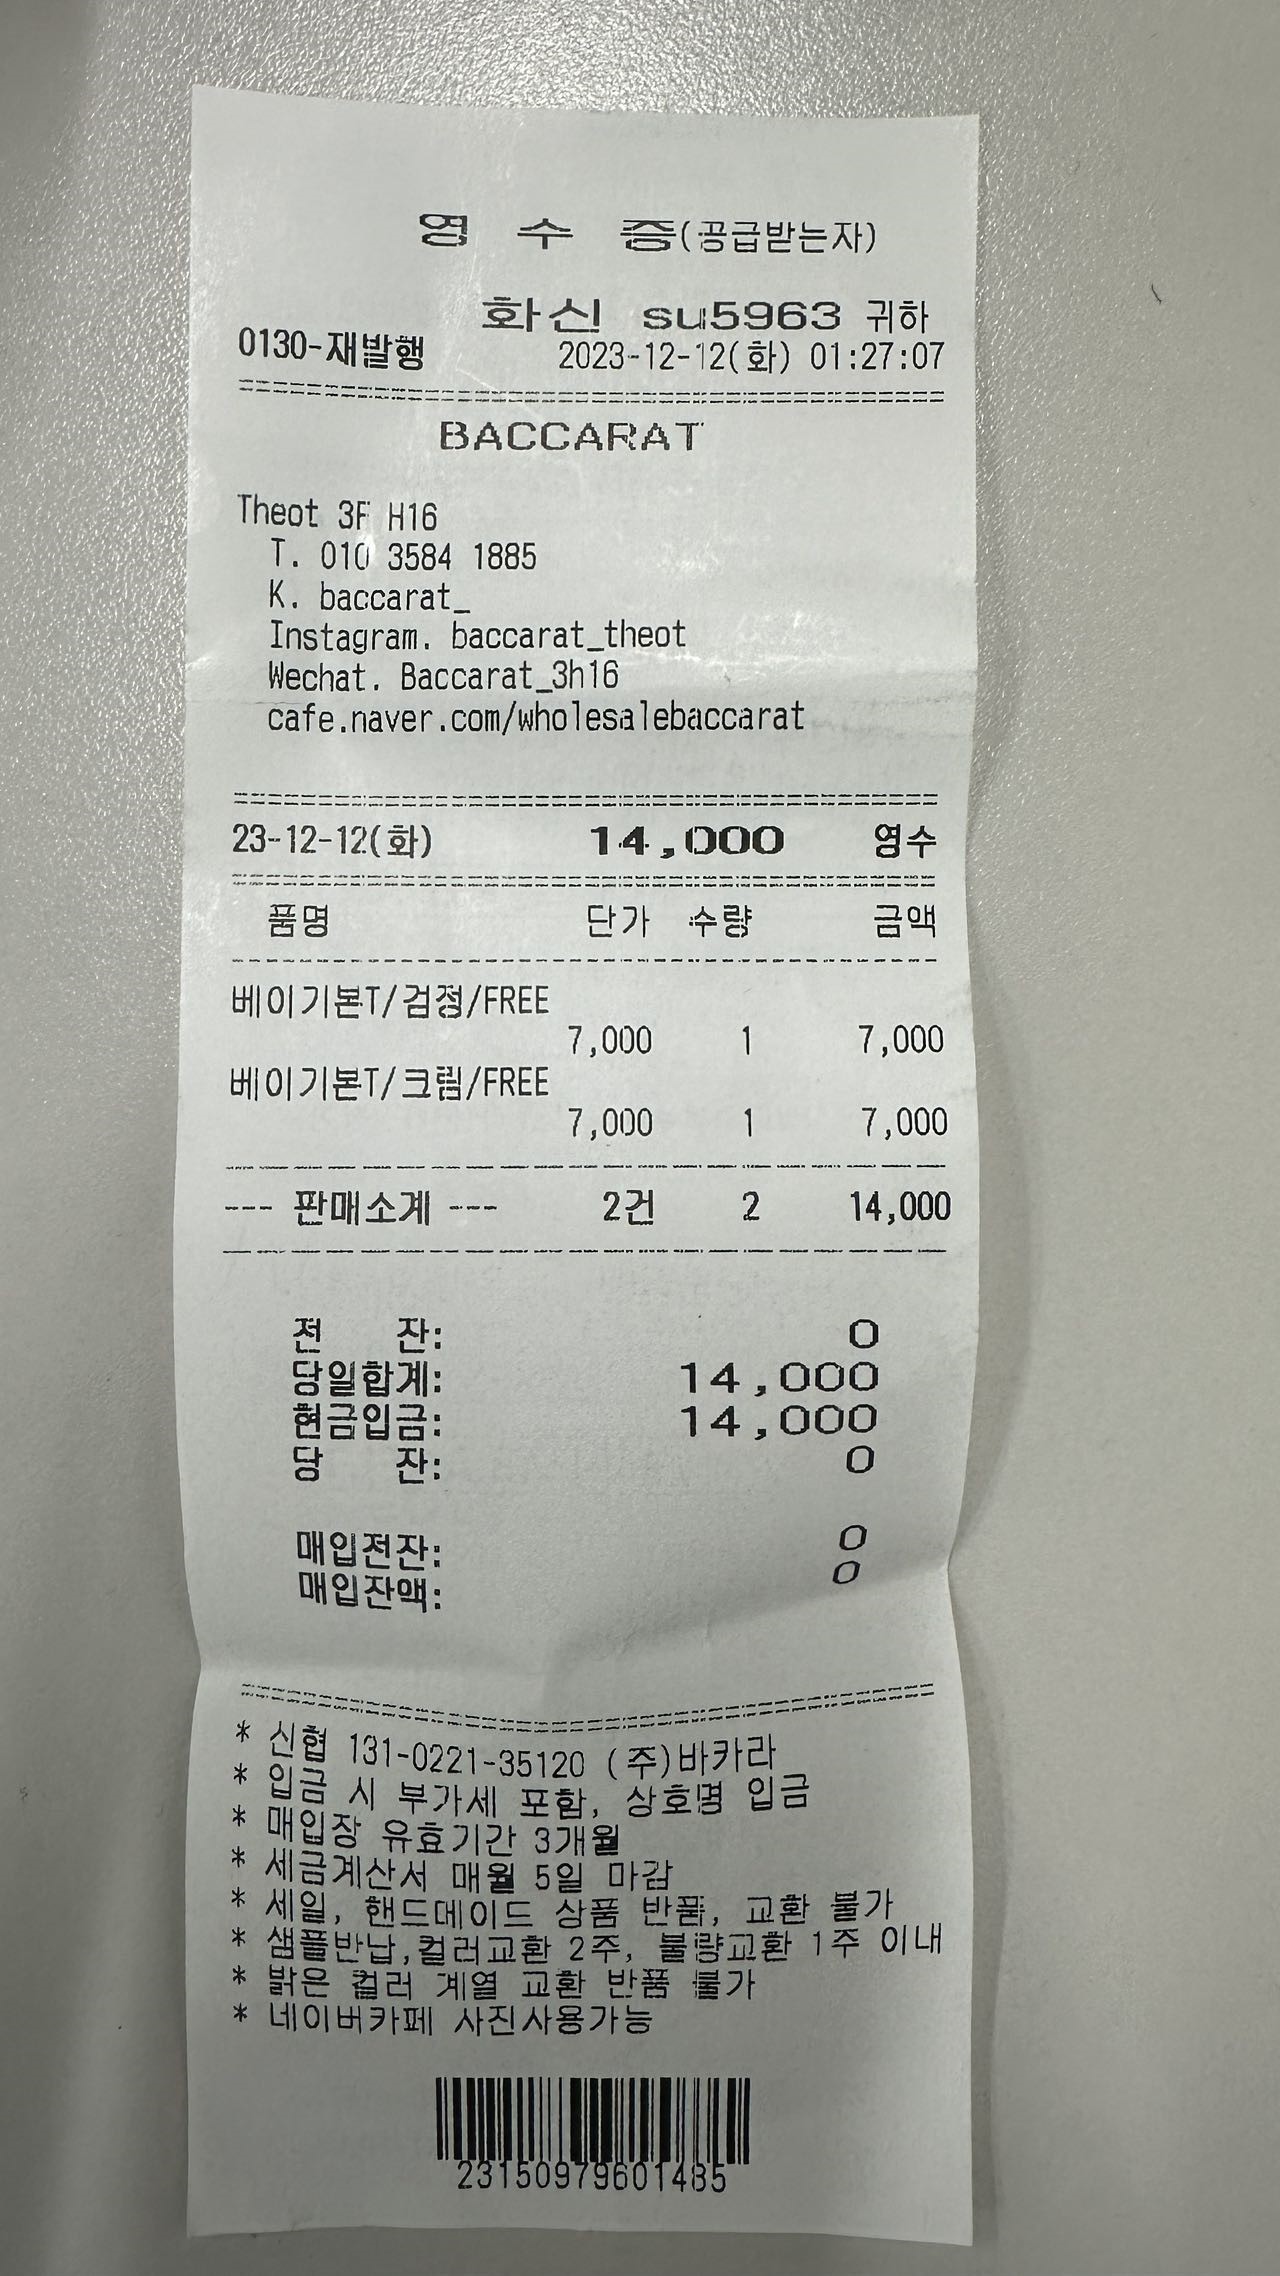 영 수 증(공급받는자)
화신 su5963 귀하
0130-재발행 2023-12-12(화) 01:27:07
BACCARAT
Theot 3F H16
T. 010 3584 1885
K. baccarat_
Instagram. baccarat_theot
Wechat. Baccarat_3h16
cafe.naver.com/wholesalebaccarat
23-12-12(화) 14,000 영수
품명 단가 수량 금액
베이기본T/검정/FREE
7,000 1 7,000
베이기본T/크림/FREE
7,000 1 7,000
--- 판매소계 --- 2건 2 14,000
전 잔: 0
당일합계: 14,000
현금입금: 14,000
당 잔: 0
매입전잔: 0
매입잔액: 0
* 신협 131-0221-35120 (주)바카라
* 입금 시 부가세 포함, 상호명 입금
* 매입장 유효기간 3개월
* 세금계산서 매월 5일 마감
* 세일, 핸드메이드 상품 반품, 교환 불가
* 샘플반납,컬러교환 2주, 불량교환 1주 이내
* 밝은 컬러 계열 교환 반품 불가
* 네이버카페 사진사용가능
23150979601485